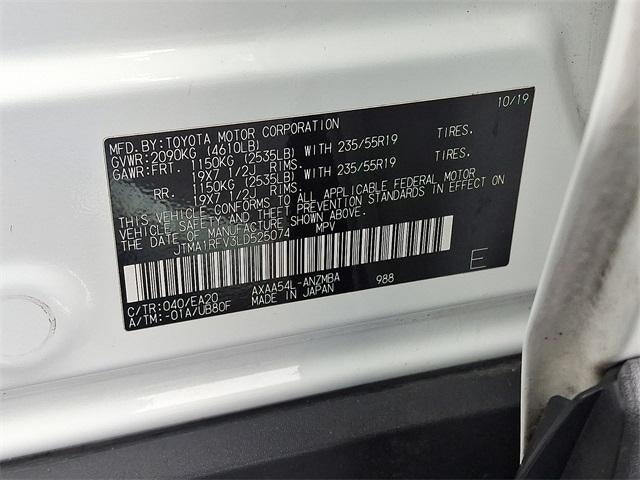 10/19
MFD.BY:TOYOTA MOTOR CORPORATION
GVWR:2090KG (4610LB)
GAWR:FRT. 1150KG (2535LB) WITH 235/55R19 TIRES.
19X7 1/2J RIMS.
RR. 1150KG (2535LB) WITH 235/55R19 TIRES.
19X7 1/2J RIMS.
THIS VEHICLE CONFORMS TO ALL APPLICABLE FEDERAL MOTOR
VEHICLE SAFETY AND THEFT PREVENTION STANDARDS IN EFFECT ON
THE DATE OF MANUFACTURE SHOWN ABOVE.
JTMA1RFV3LD525074 MPV
C/TR:040/EA20 AXAA54L-ANZMBA 988 E
A/TM:-01A/UB80F MADE IN JAPAN